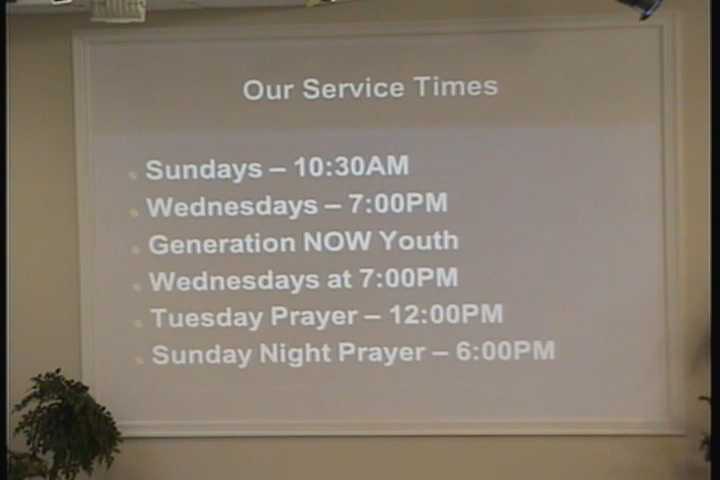 Our Service Times
Sundays – 10:30AM
Wednesdays – 7:00PM
Generation NOW Youth
Wednesdays at 7:00PM
Tuesday Prayer – 12:00PM
Sunday Night Prayer – 6:00PM